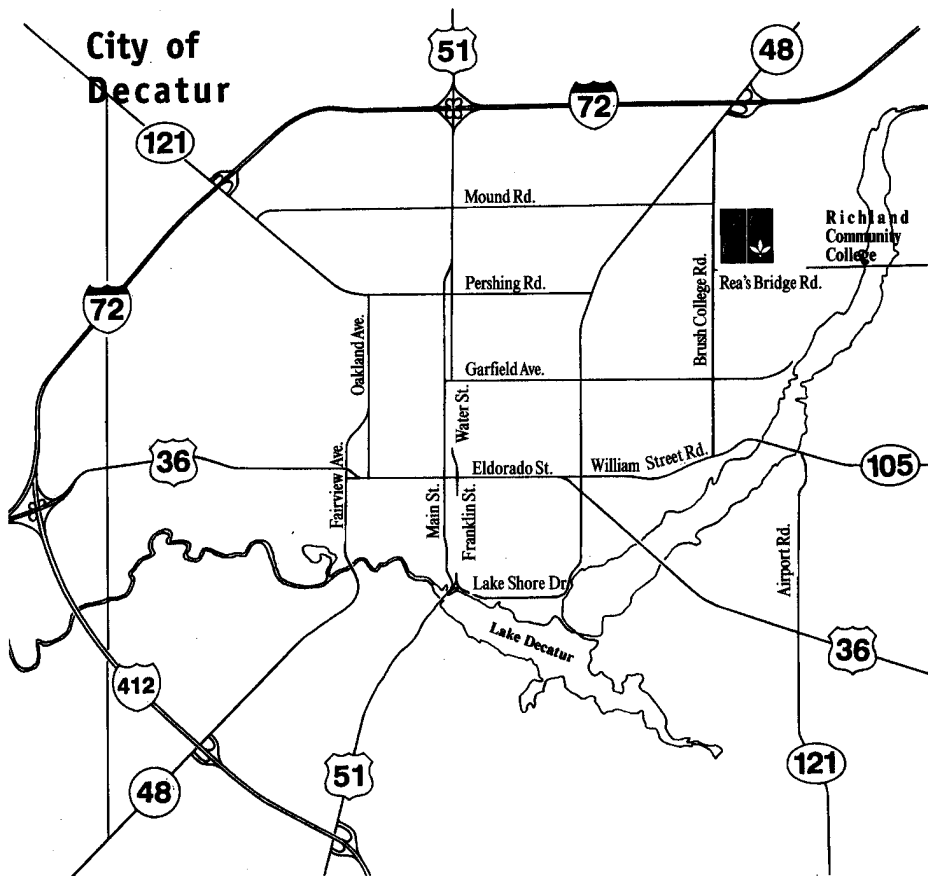 City of
Decatur
51
48
72
121
Mound Rd.
Richland
Community
College
72
Pershing Rd.
Rea's Bridge Rd.
Oakland Ave.
Brush College Rd.
Garfield Ave.
Water St.
36
Eldorado St.
William Street Rd.
105
Fairview Ave.
Main St.
Franklin St.
Airport Rd.
Lake Shore Dr
Lake Decatur
36
412
48
51
121